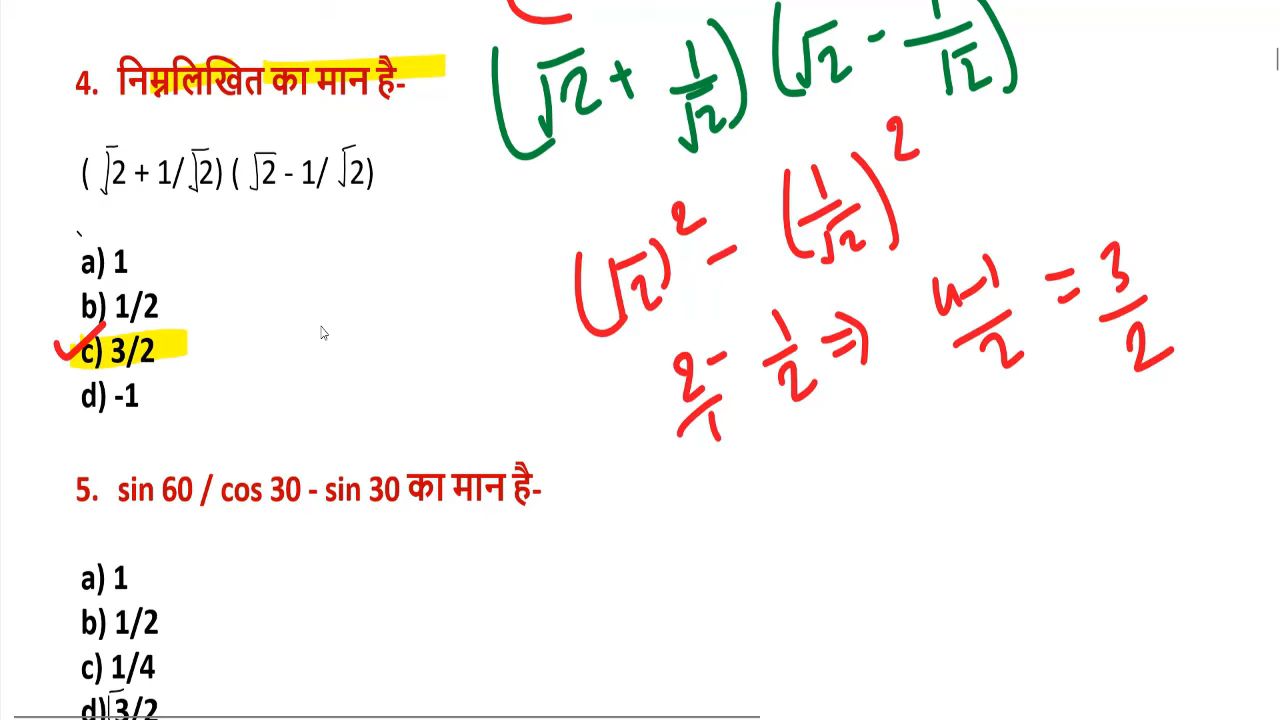 (√2 + 1/√2) (√2 - 1/√2)
4. निम्नलिखित का मान है-
( √2 + 1/√2) ( √2 - 1/ √2)
(√2)² - (1/√2)²
a) 1
b) 1/2
c) 3/2
d) -1
2/1 - 1/2 ⇒ 4-1/2 = 3/2
5. sin 60 / cos 30 - sin 30 का मान है-
a) 1
b) 1/2
c) 1/4
d) √3/2